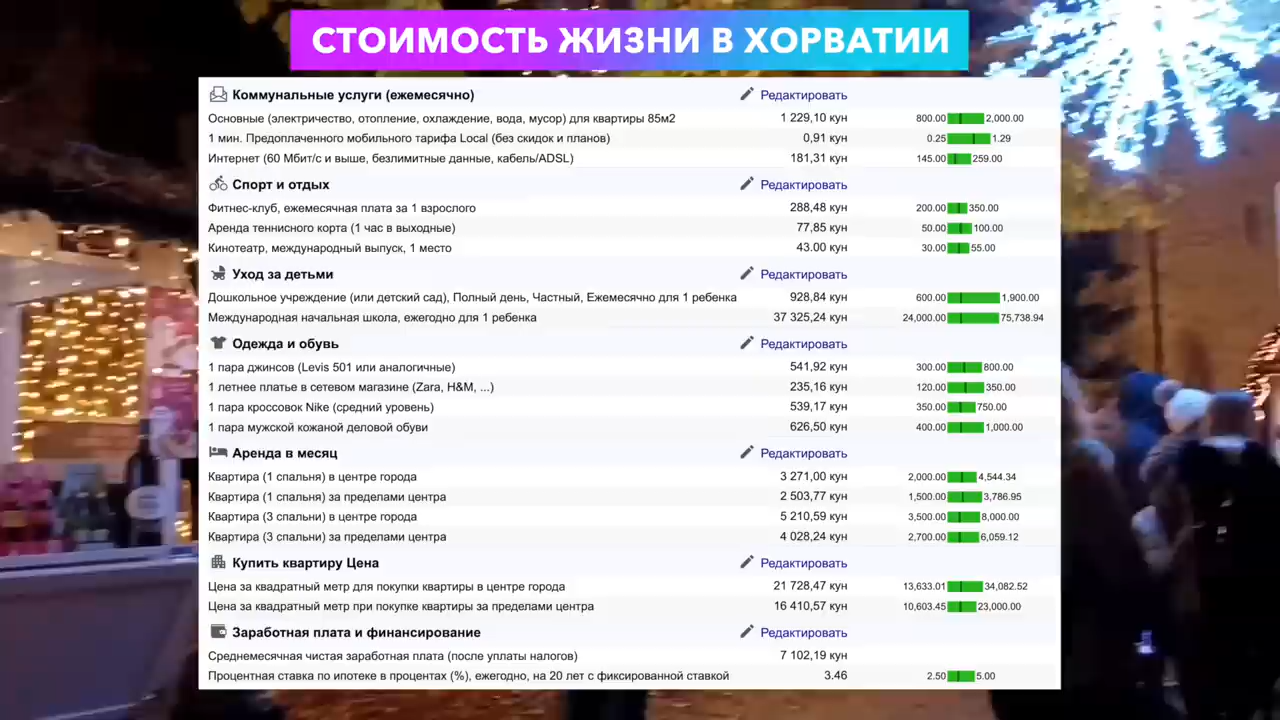 СТОИМОСТЬ ЖИЗНИ В ХОРВАТИИ
Коммунальные услуги (ежемесячно) Редактировать
Основные (электричество, отопление, охлаждение, вода, мусор) для квартиры 85м2 1 229,10 кун 800.00 2,000.00
1 мин. Предоплаченного мобильного тарифа Local (без скидок и планов) 0,91 кун 0.25 1.29
Интернет (60 Мбит/с и выше, безлимитные данные, кабель/ADSL) 181,31 кун 145.00 259.00
Спорт и отдых Редактировать
Фитнес-клуб, ежемесячная плата за 1 взрослого 288,48 кун 200.00 350.00
Аренда теннисного корта (1 час в выходные) 77,85 кун 50.00 100.00
Кинотеатр, международный выпуск, 1 место 43.00 кун 30.00 55.00
Уход за детьми Редактировать
Дошкольное учреждение (или детский сад), Полный день, Частный, Ежемесячно для 1 ребенка 928,84 кун 600.00 1,900.00
Международная начальная школа, ежегодно для 1 ребенка 37 325,24 кун 24,000.00 75,738.94
Одежда и обувь Редактировать
1 пара джинсов (Levis 501 или аналогичные) 541,92 кун 300.00 800.00
1 летнее платье в сетевом магазине (Zara, H&M, ...) 235,16 кун 120.00 350.00
1 пара кроссовок Nike (средний уровень) 539,17 кун 350.00 750.00
1 пара мужской кожаной деловой обуви 626,50 кун 400.00 1,000.00
Аренда в месяц Редактировать
Квартира (1 спальня) в центре города 3 271,00 кун 2,000.00 4,544.34
Квартира (1 спальня) за пределами центра 2 503,77 кун 1,500.00 3,786.95
Квартира (3 спальни) в центре города 5 210,59 кун 3,500.00 8,000.00
Квартира (3 спальни) за пределами центра 4 028,24 кун 2,700.00 6,059.12
Купить квартиру Цена Редактировать
Цена за квадратный метр для покупки квартиры в центре города 21 728,47 кун 13,633.01 34,082.52
Цена за квадратный метр при покупке квартиры за пределами центра 16 410,57 кун 10,603.45 23,000.00
Заработная плата и финансирование Редактировать
Среднемесячная чистая заработная плата (после уплаты налогов) 7 102,19 кун
Процентная ставка по ипотеке в процентах (%), ежегодно, на 20 лет с фиксированной ставкой 3.46 2.50 5.00